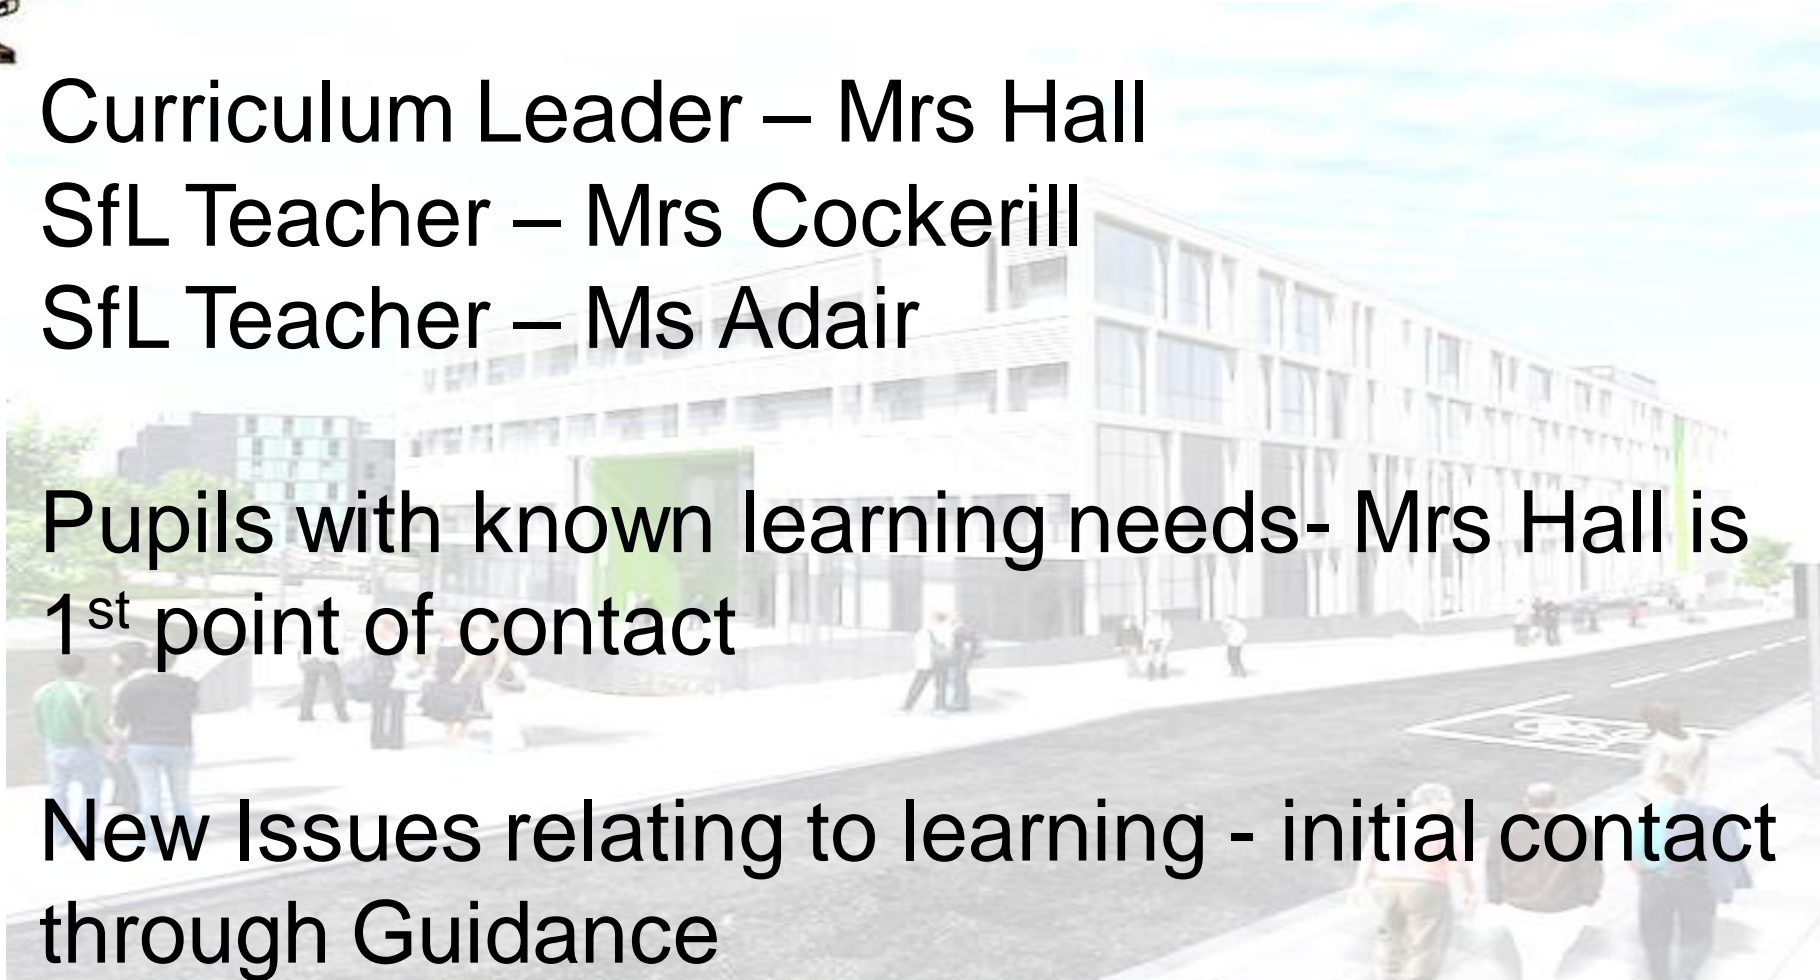 Curriculum Leader – Mrs Hall
SfL Teacher – Mrs Cockerill
SfL Teacher – Ms Adair
Pupils with known learning needs- Mrs Hall is
1st point of contact
New Issues relating to learning - initial contact
through Guidance